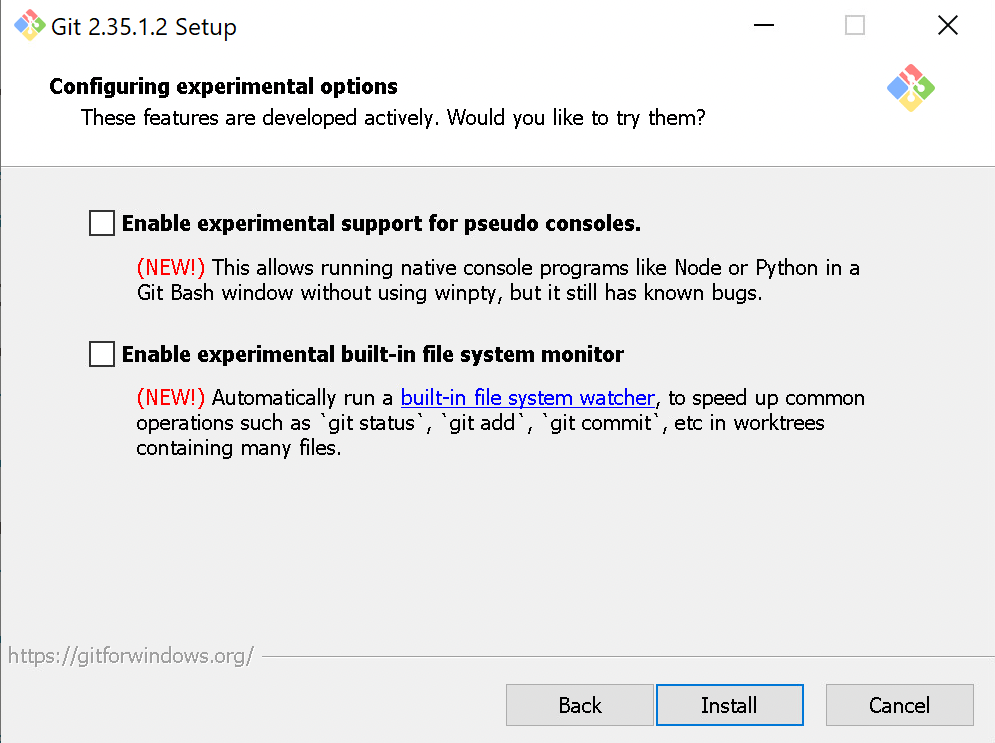 Git 2.35.1.2 Setup
Configuring experimental options
These features are developed actively. Would you like to try them?
Enable experimental support for pseudo consoles.
(NEW!) This allows running native console programs like Node or Python in a
Git Bash window without using winpty, but it still has known bugs.
Enable experimental built-in file system monitor
(NEW!) Automatically run a built-in file system watcher, to speed up common
operations such as `git status`, `git add`, `git commit`, etc in worktrees
containing many files.
https://gitforwindows.org/
Back Install Cancel